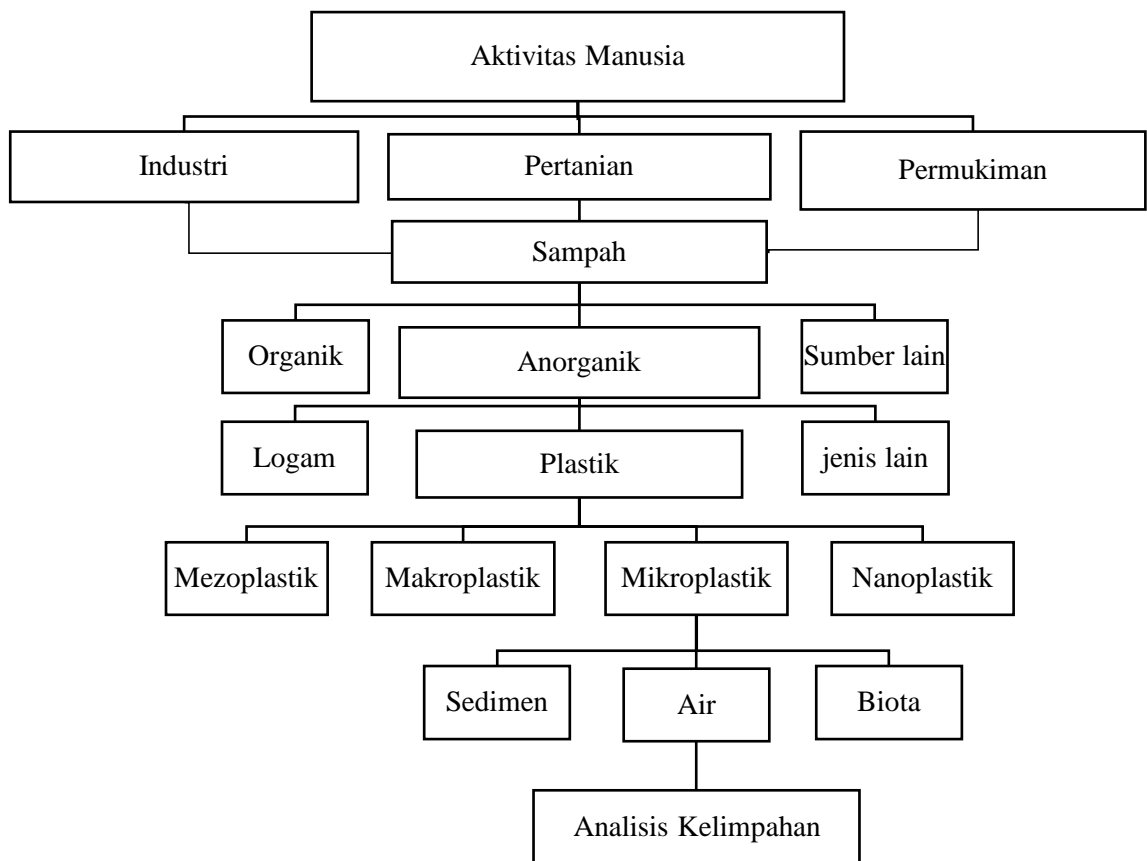 Aktivitas Manusia
Industri
Pertanian
Permukiman
Sampah
Organik
Anorganik
Sumber lain
Logam
Plastik
jenis lain
Mezoplastik
Makroplastik
Mikroplastik
Nanoplastik
Sedimen
Air
Biota
Analisis Kelimpahan